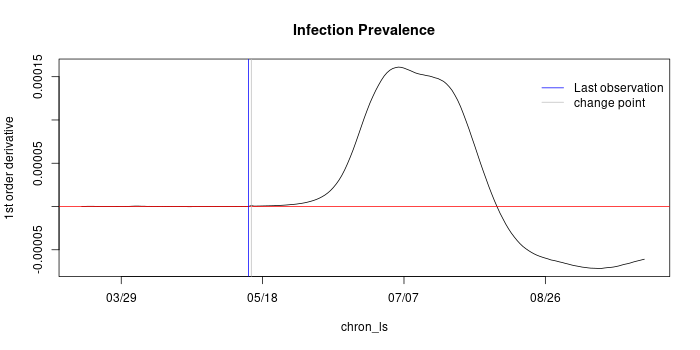 Infection Prevalence
1st order derivative
0.00015
0.00005
-0.00005
Last observation
change point
03/29
05/18
07/07
08/26
chron_ls